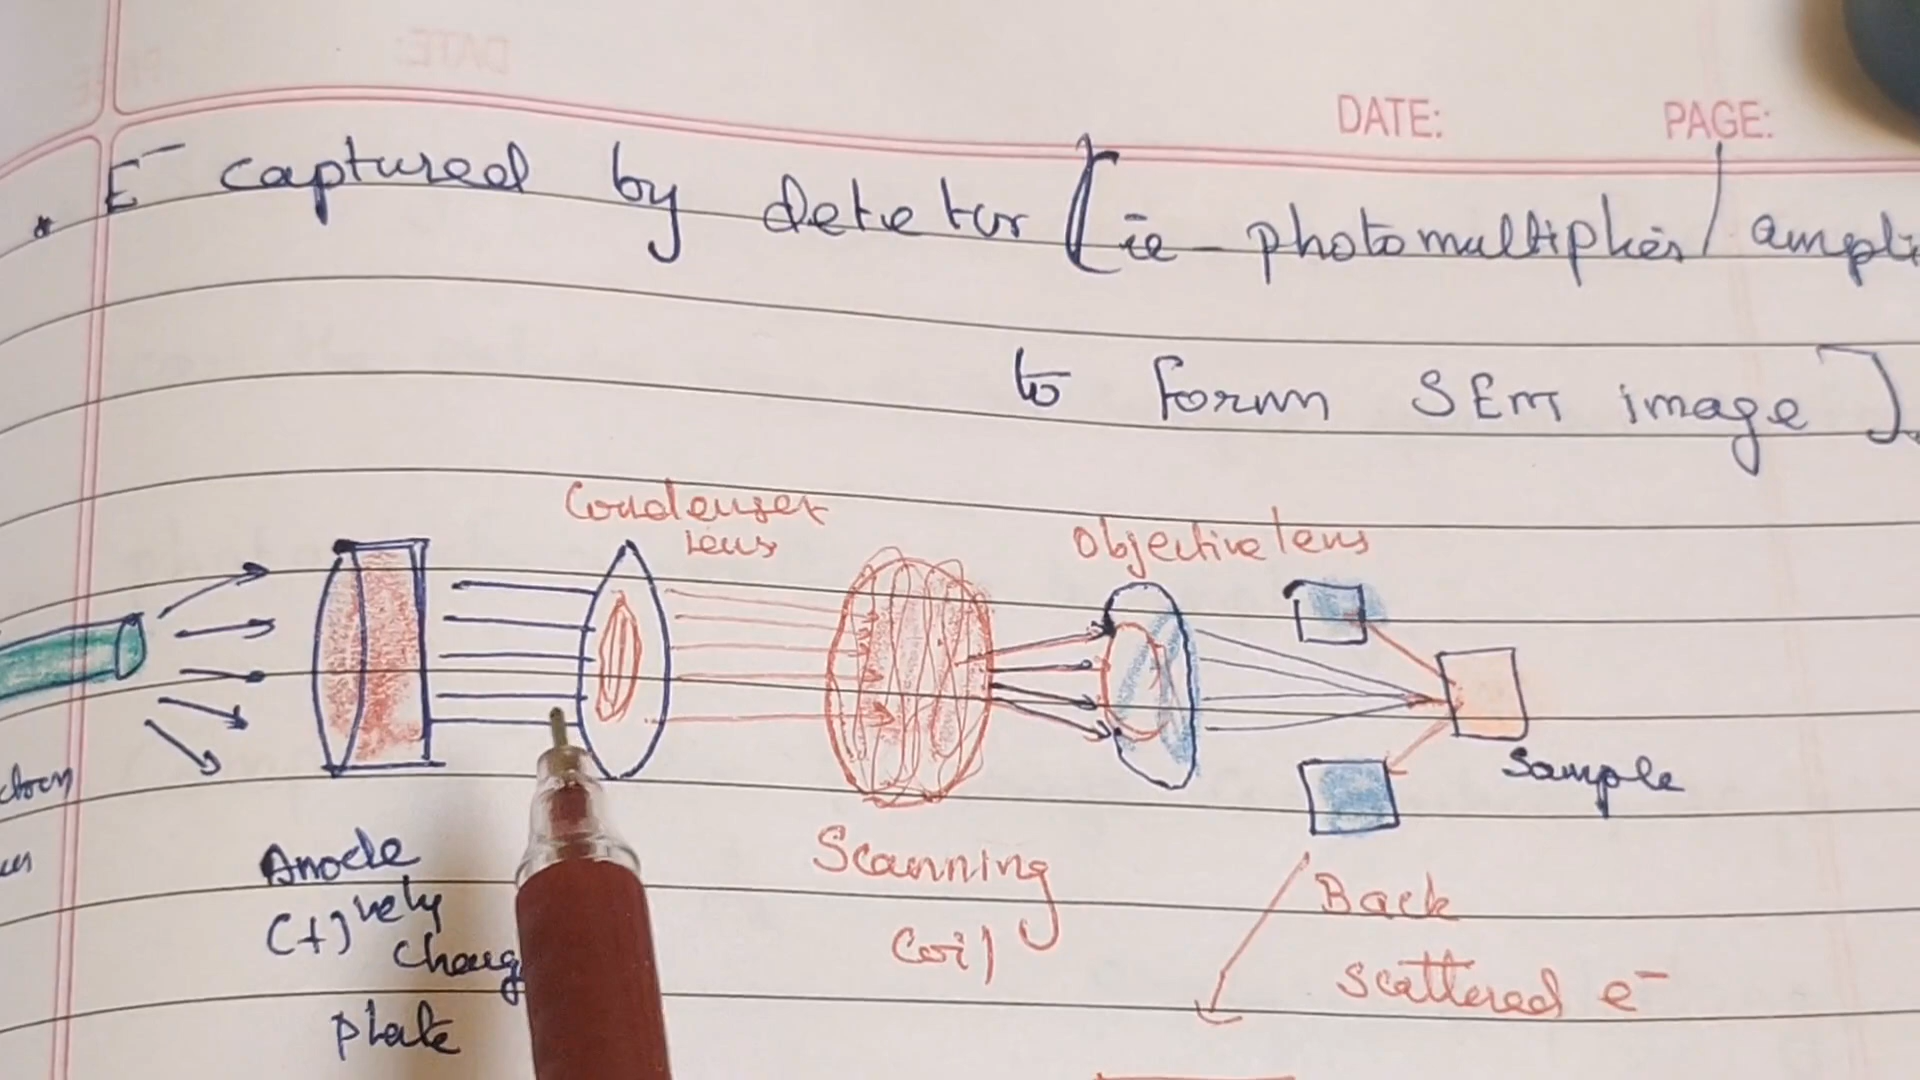 DATE:
PAGE:
E⁻ captured by detetor [ie - photomultiplier/ampli
to form SEM image].
Condenser
lens
Objective lens
Sample
Anode
(+)vely
charg
plate
Scanning
Coil
Back
Scattered e⁻